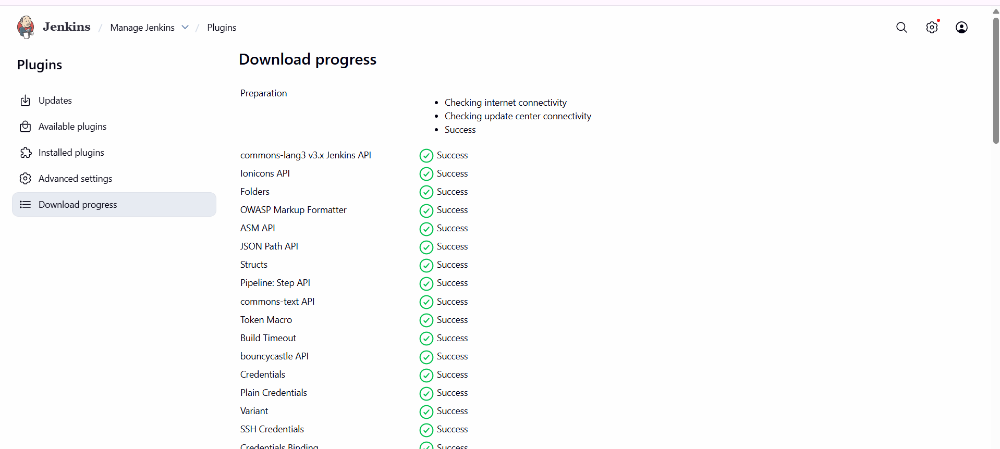 Jenkins / Manage Jenkins / Plugins
Plugins
Updates
Available plugins
Installed plugins
Advanced settings
Download progress
Download progress
Preparation
• Checking internet connectivity
• Checking update center connectivity
• Success
commons-lang3 v3.x Jenkins API Success
Ionicons API Success
Folders Success
OWASP Markup Formatter Success
ASM API Success
JSON Path API Success
Structs Success
Pipeline: Step API Success
commons-text API Success
Token Macro Success
Build Timeout Success
bouncycastle API Success
Credentials Success
Plain Credentials Success
Variant Success
SSH Credentials Success
Credentials Binding Success